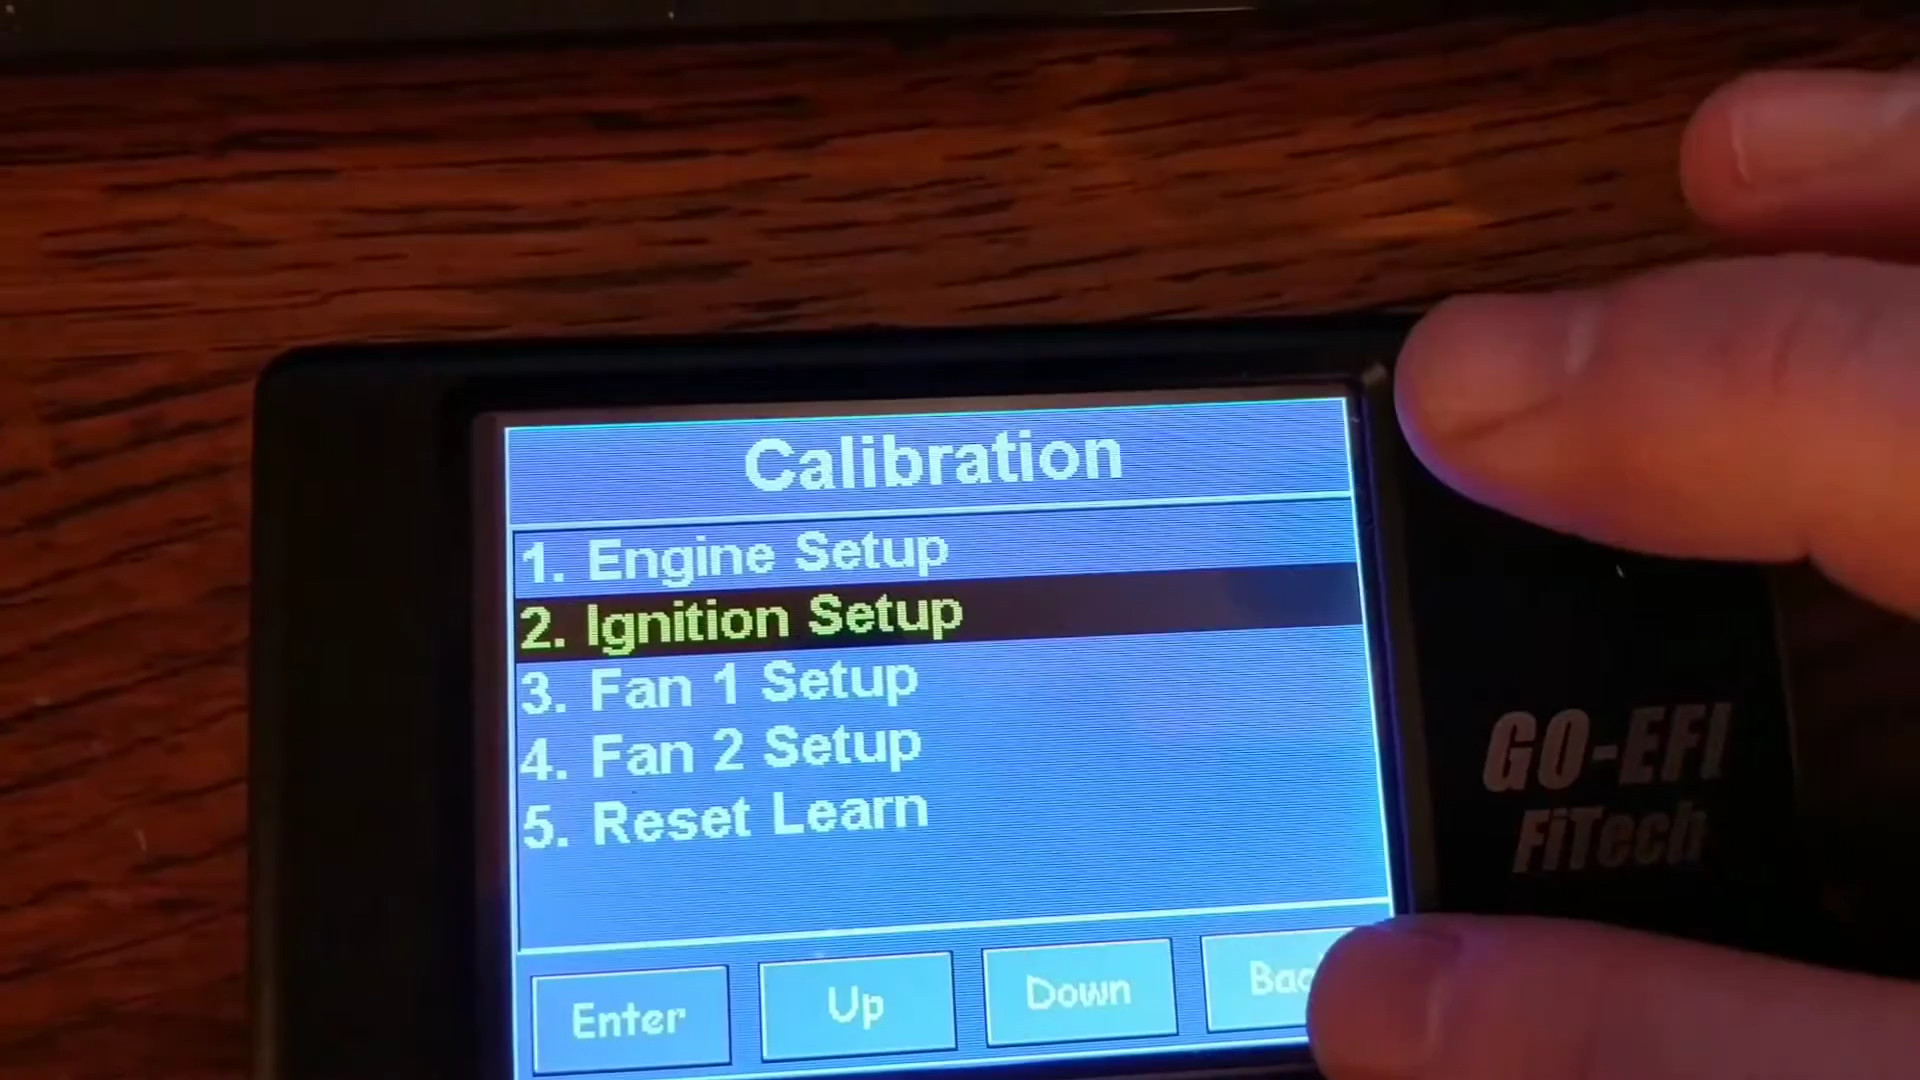 Calibration
1. Engine Setup
2. Ignition Setup
3. Fan 1 Setup
4. Fan 2 Setup
5. Reset Learn
Enter Up Down
GO-EFI
FiTech